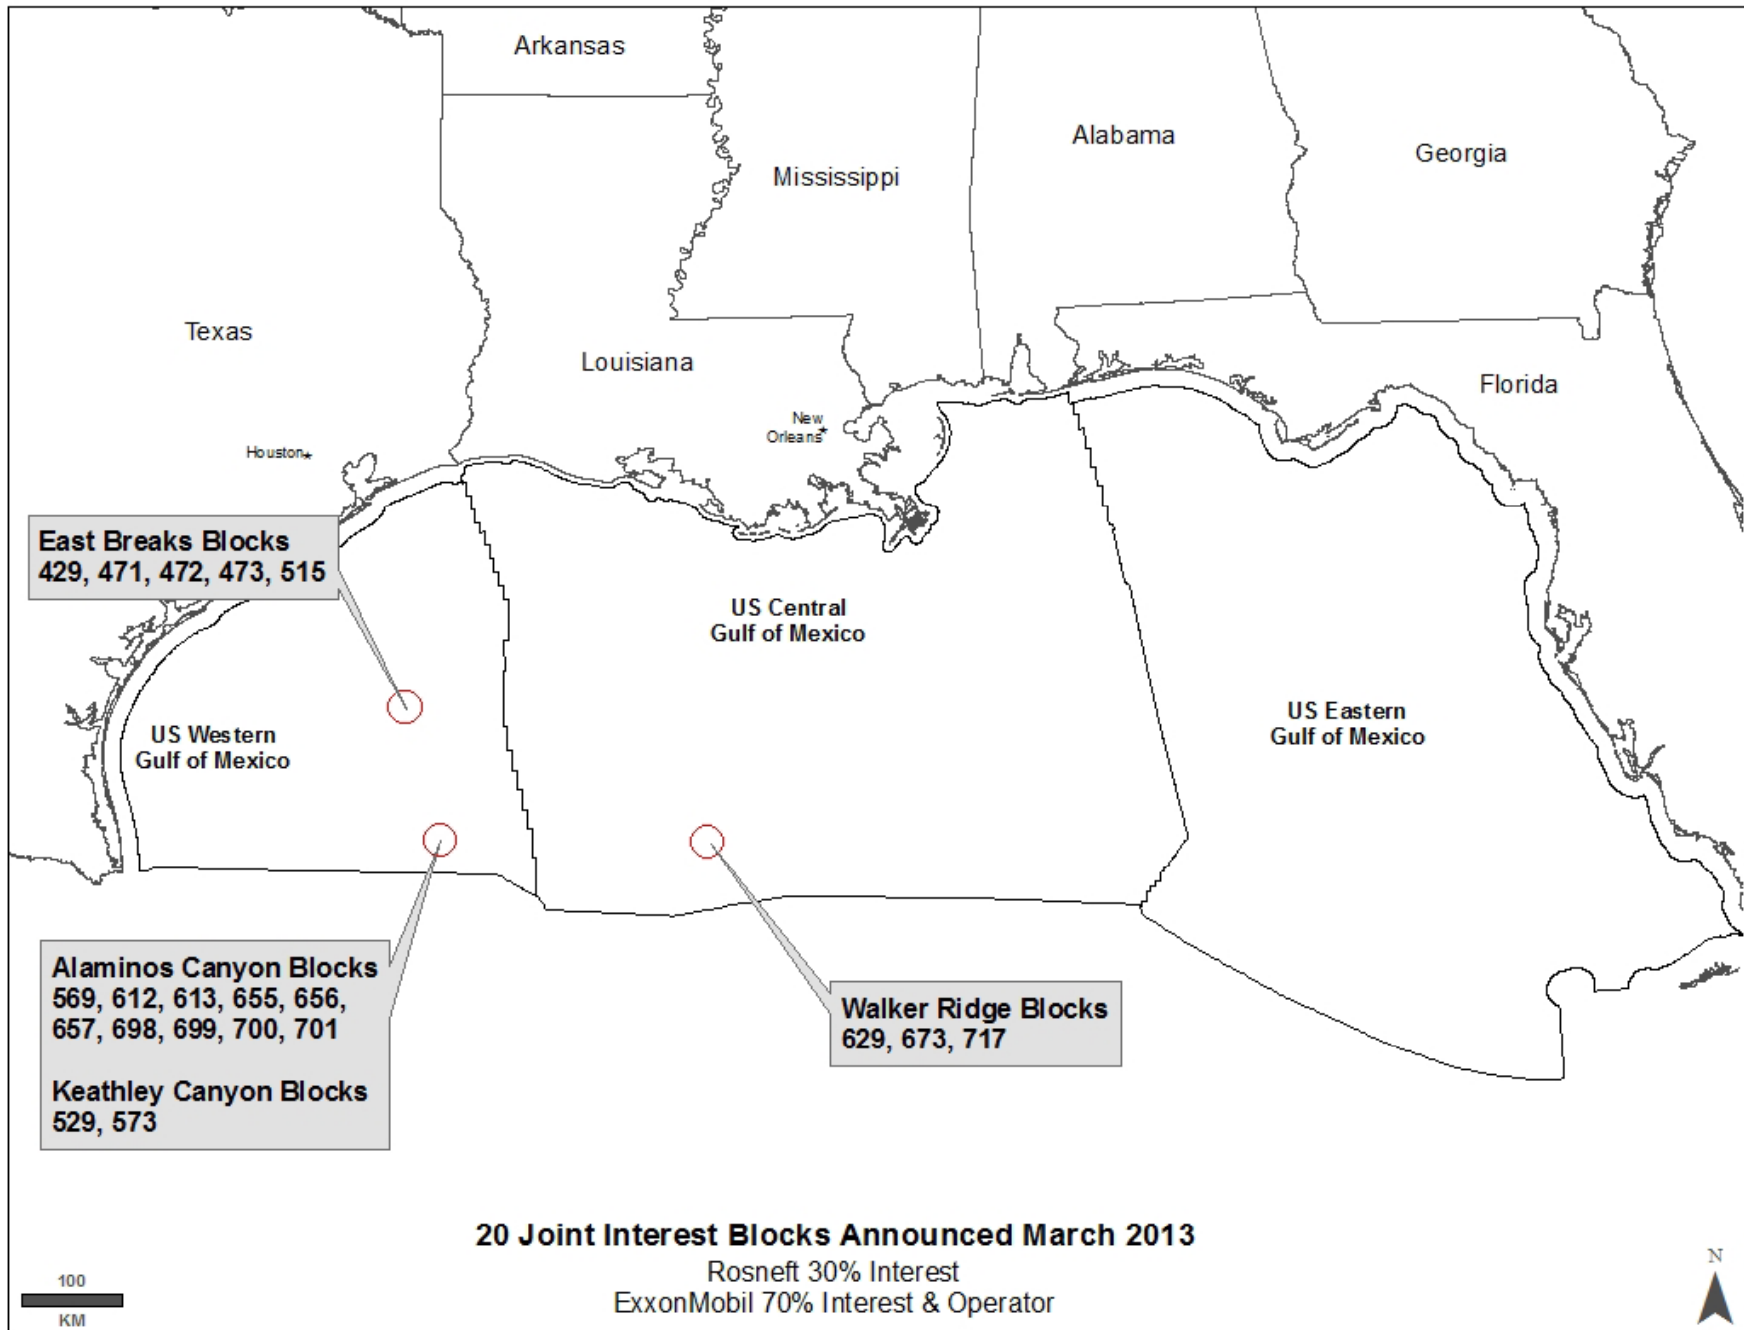 Arkansas
Alabama
Georgia
Mississippi
Texas
Louisiana
Florida
New
Orleans
Houston
East Breaks Blocks
429, 471, 472, 473, 515
US Central
Gulf of Mexico
US Eastern
Gulf of Mexico
US Western
Gulf of Mexico
Alaminos Canyon Blocks
569, 612, 613, 655, 656,
657, 698, 699, 700, 701
Keathley Canyon Blocks
529, 573
Walker Ridge Blocks
629, 673, 717
20 Joint Interest Blocks Announced March 2013
Rosneft 30% Interest
ExxonMobil 70% Interest & Operator
100
KM
N